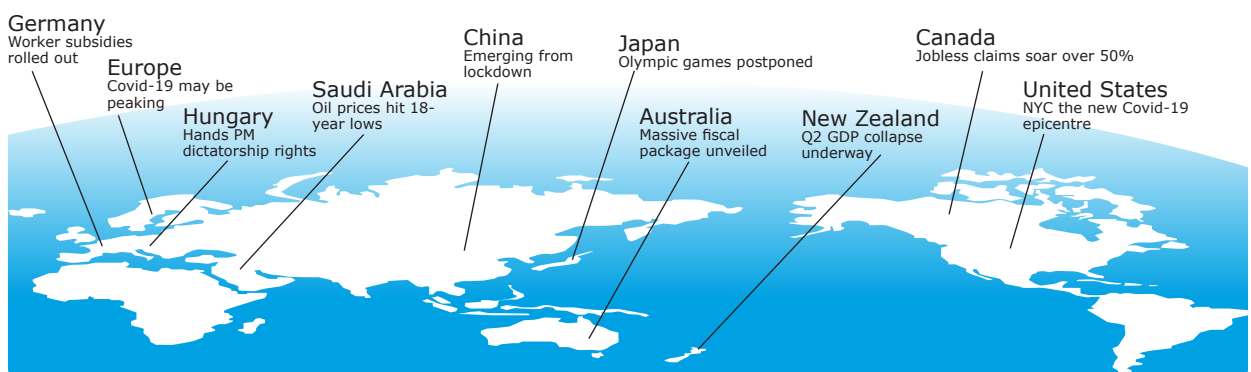 Germany
Worker subsidies
rolled out
Europe
Covid-19 may be
peaking
Hungary
Hands PM
dictatorship rights
Saudi Arabia
Oil prices hit 18-
year lows
China
Emerging from
lockdown
Japan
Olympic games postponed
Australia
Massive fiscal
package unveiled
New Zealand
Q2 GDP collapse
underway
Canada
Jobless claims soar over 50%
United States
NYC the new Covid-19
epicentre